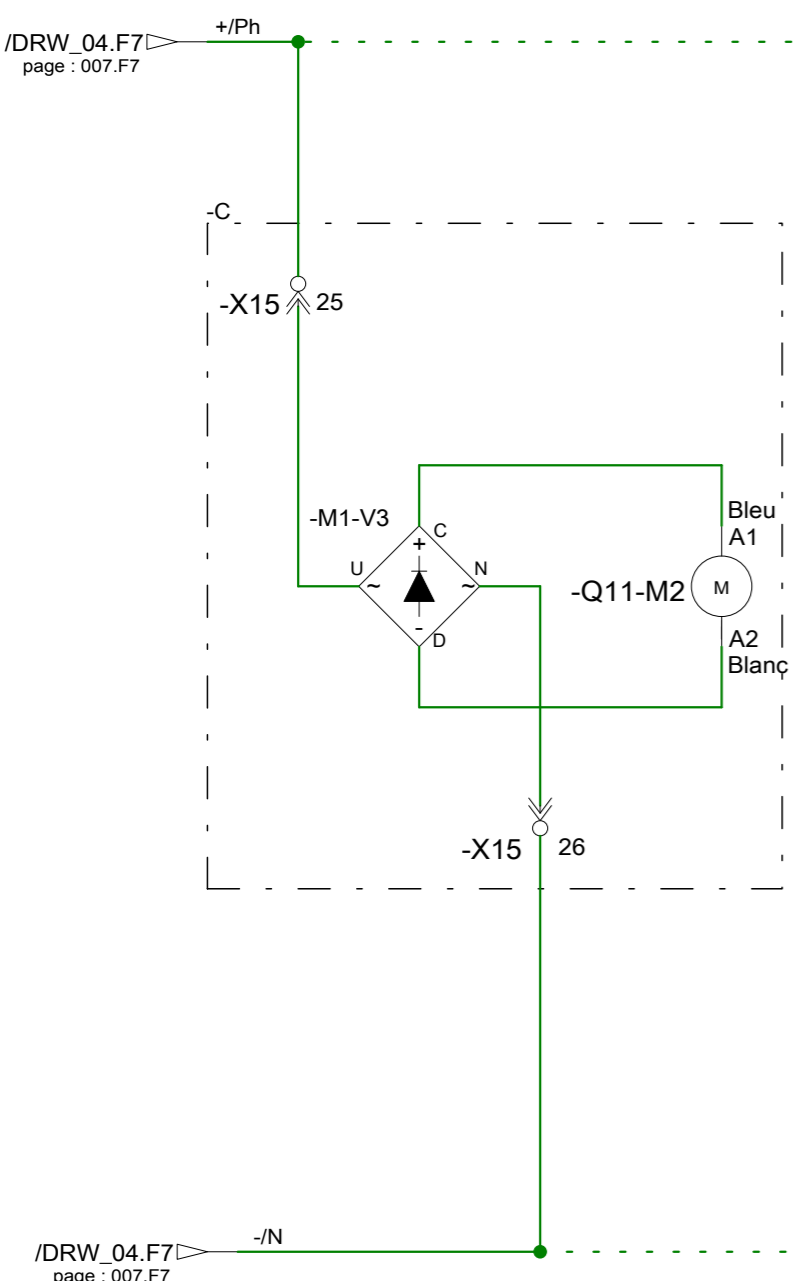 +/Ph
/DRW_04.F7
page : 007.F7
-C
-X15 25
-M1-V3
C
+
U
~
N
~
-
D
Bleu
A1
-Q11-M2
M
A2
Blanc
-X15 26
-/N
/DRW_04.F7
page : 007.F7